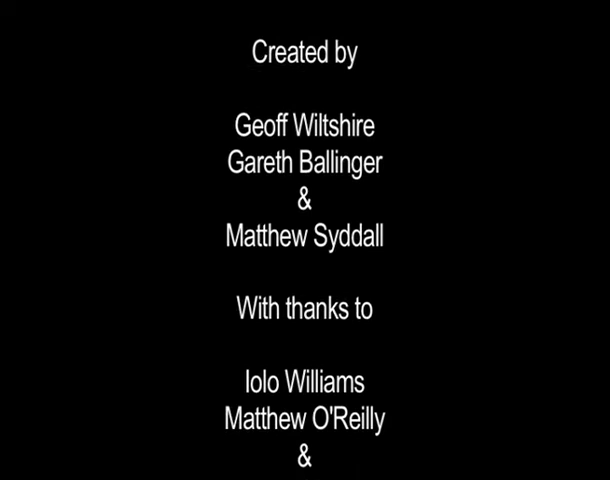 Created by
Geoff Wiltshire
Gareth Ballinger
&
Matthew Syddall
With thanks to
Iolo Williams
Matthew O'Reilly
&